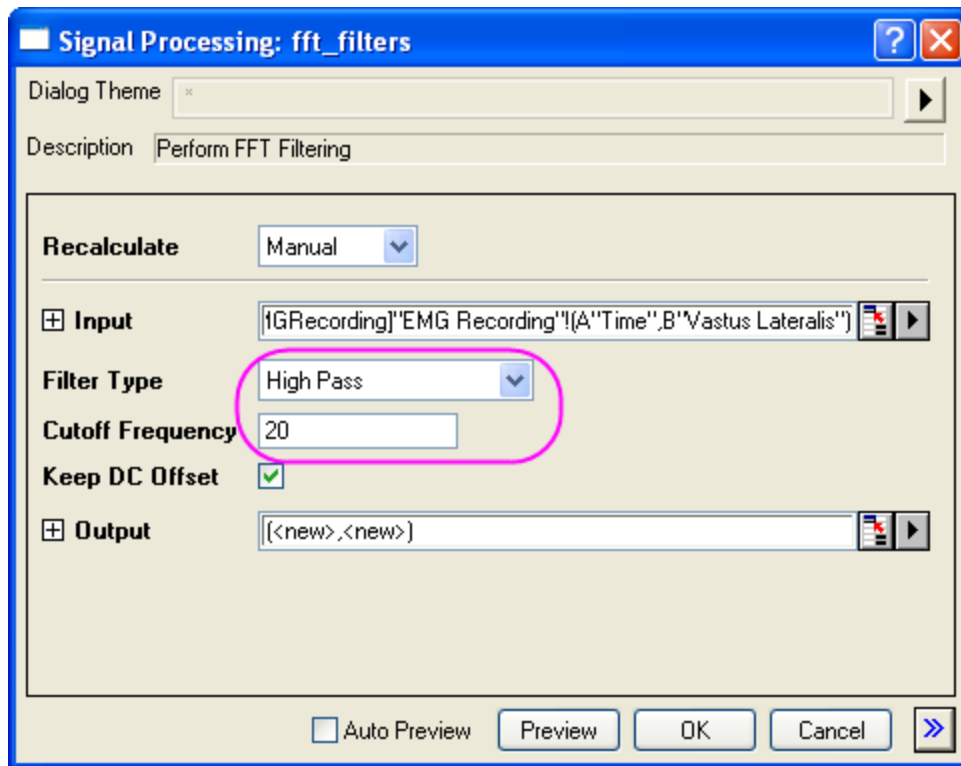 Signal Processing: fft_filters
Dialog Theme *
Description Perform FFT Filtering
Recalculate Manual
Input GRecording]"EMG Recording"!(A"Time",B"Vastus Lateralis")
Filter Type High Pass
Cutoff Frequency 20
Keep DC Offset
Output (<new>,<new>)
Auto Preview Preview OK Cancel